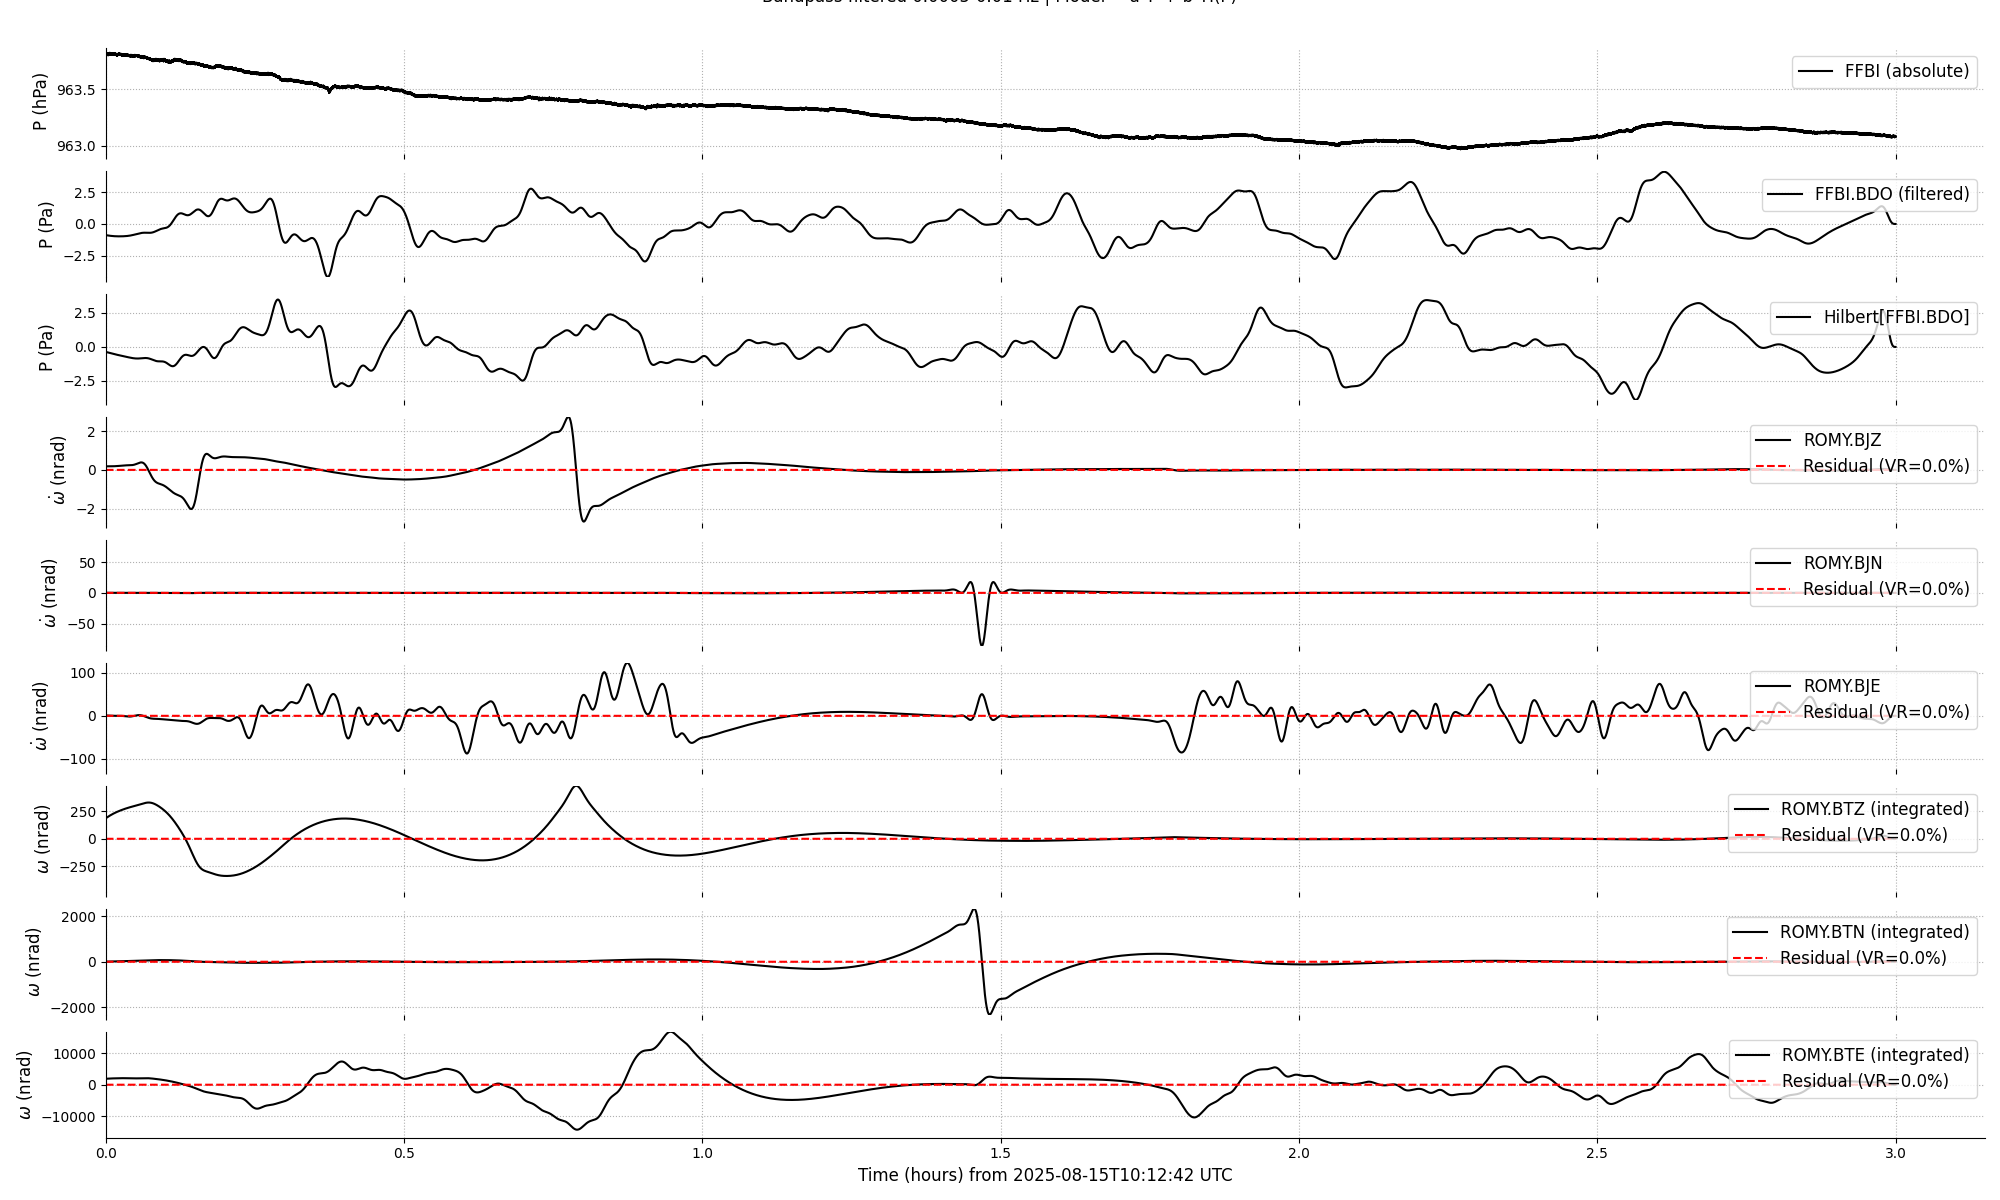 963.5
963.0
P (hPa)
FFBI (absolute)
2.5
0.0
−2.5
P (Pa)
FFBI.BDO (filtered)
2.5
0.0
−2.5
P (Pa)
Hilbert[FFBI.BDO]
2
0
−2
ω̇ (nrad)
ROMY.BJZ
Residual (VR=0.0%)
50
0
−50
ω̇ (nrad)
ROMY.BJN
Residual (VR=0.0%)
100
0
−100
ω̇ (nrad)
ROMY.BJE
Residual (VR=0.0%)
250
0
−250
ω (nrad)
ROMY.BTZ (integrated)
Residual (VR=0.0%)
2000
0
−2000
ω (nrad)
ROMY.BTN (integrated)
Residual (VR=0.0%)
10000
0
−10000
ω (nrad)
ROMY.BTE (integrated)
Residual (VR=0.0%)
0.0 0.5 1.0 1.5 2.0 2.5 3.0
Time (hours) from 2025-08-15T10:12:42 UTC